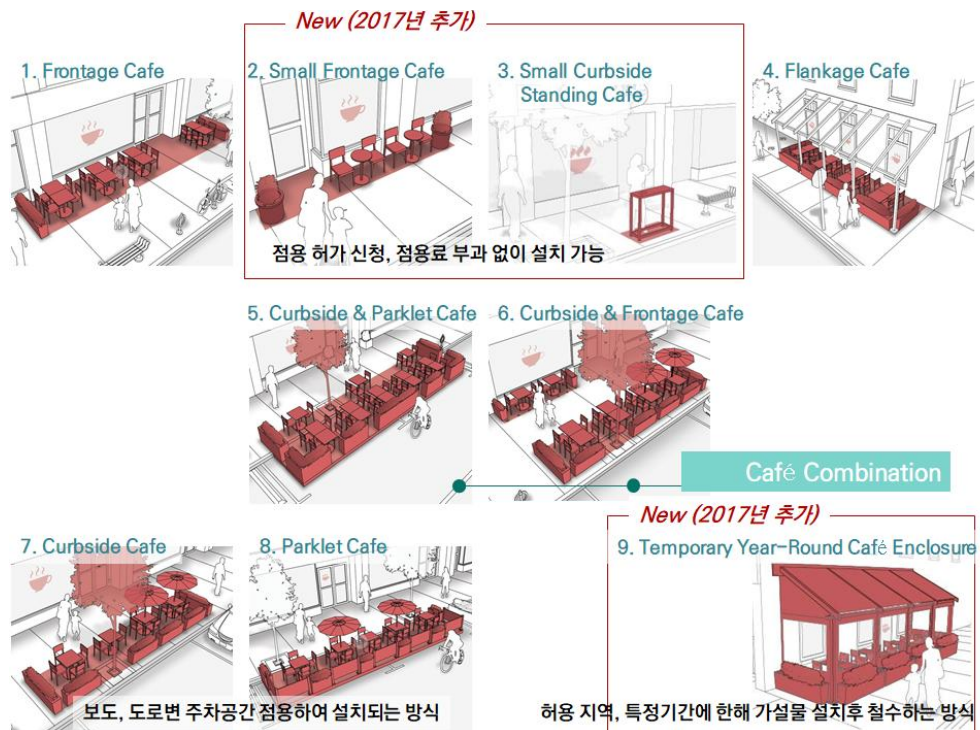 New (2017년 추가)
1. Frontage Cafe
2. Small Frontage Cafe
3. Small Curbside
Standing Cafe
4. Flankage Cafe
점용 허가 신청, 점용료 부과 없이 설치 가능
5. Curbside & Parklet Cafe
6. Curbside & Frontage Cafe
Café Combination
New (2017년 추가)
7. Curbside Cafe
8. Parklet Cafe
9. Temporary Year-Round Café Enclosure
보도, 도로변 주차공간 점용하여 설치되는 방식
허용 지역, 특정기간에 한해 가설물 설치후 철수하는 방식